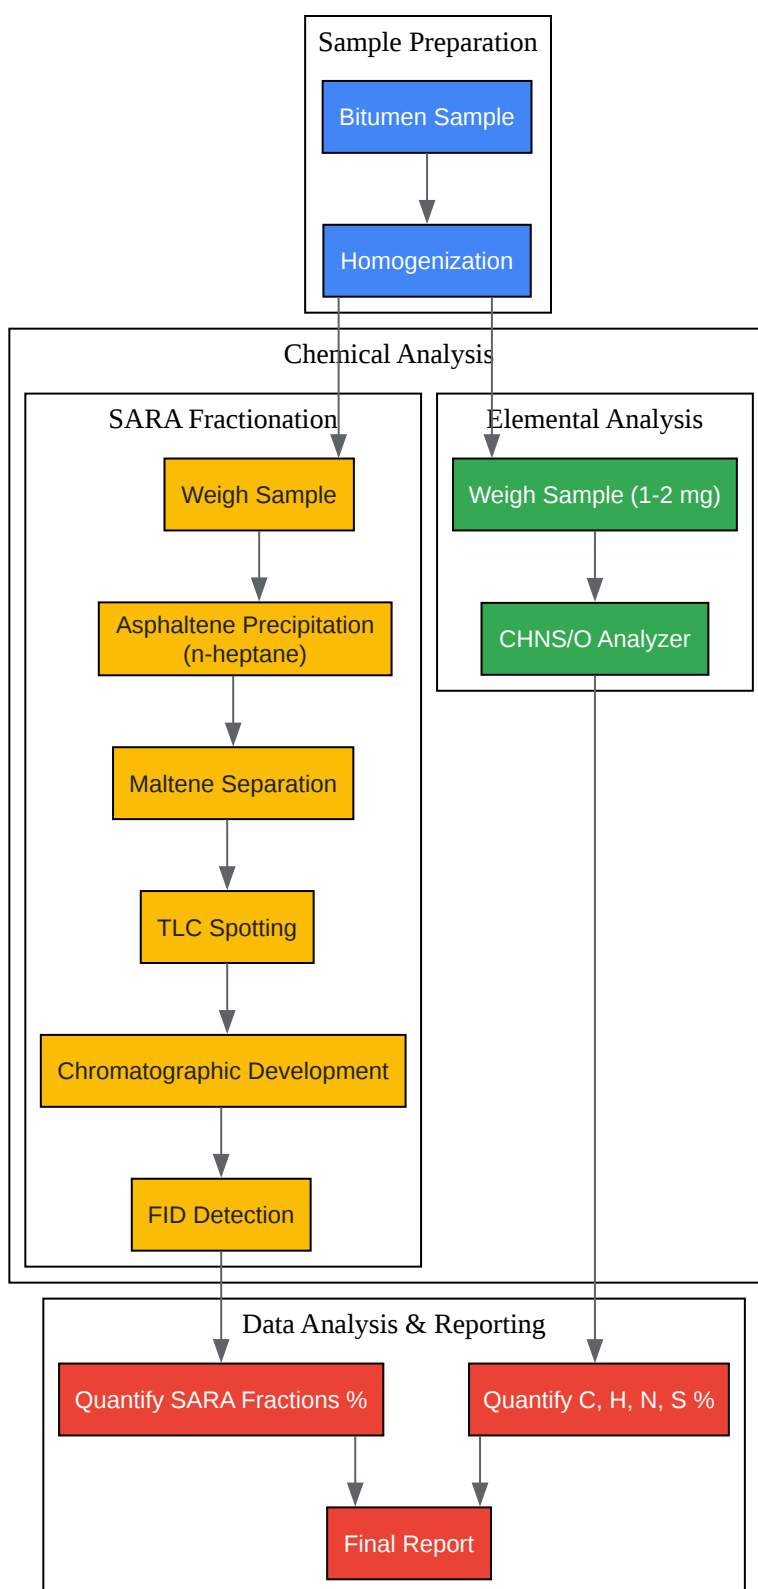 Sample Preparation
Bitumen Sample
Homogenization
Chemical Analysis
SARA Fractionation
Weigh Sample
Asphaltene Precipitation
(n-heptane)
Maltene Separation
TLC Spotting
Chromatographic Development
FID Detection
Elemental Analysis
Weigh Sample (1-2 mg)
CHNS/O Analyzer
Data Analysis & Reporting
Quantify SARA Fractions %
Quantify C, H, N, S %
Final Report